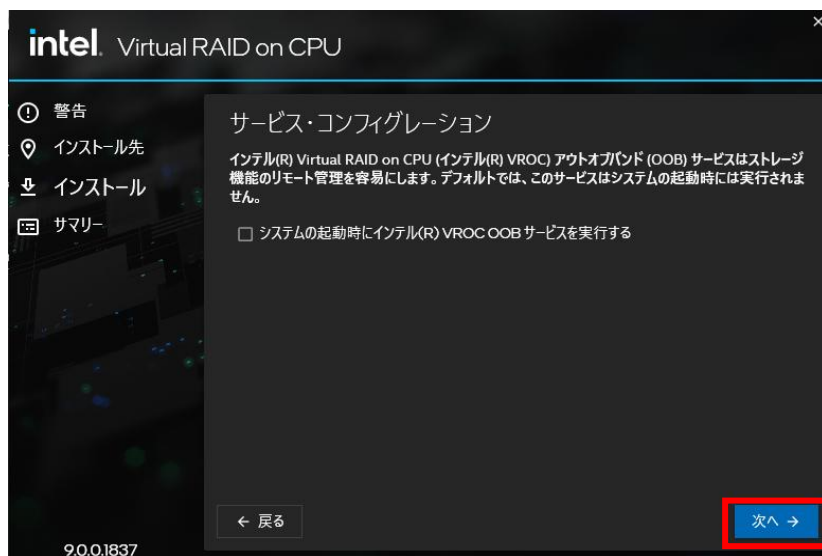 intel. Virtual RAID on CPU
×
警告
インストール先
インストール
サマリー
サービス・コンフィグレーション
インテル(R) Virtual RAID on CPU (インテル(R) VROC) アウトオブバンド (OOB) サービスはストレージ
機能のリモート管理を容易にします。デフォルトでは、このサービスはシステムの起動時には実行されま
せん。
システムの起動時にインテル(R) VROC OOB サービスを実行する
← 戻る
次へ →
9.0.0.1837